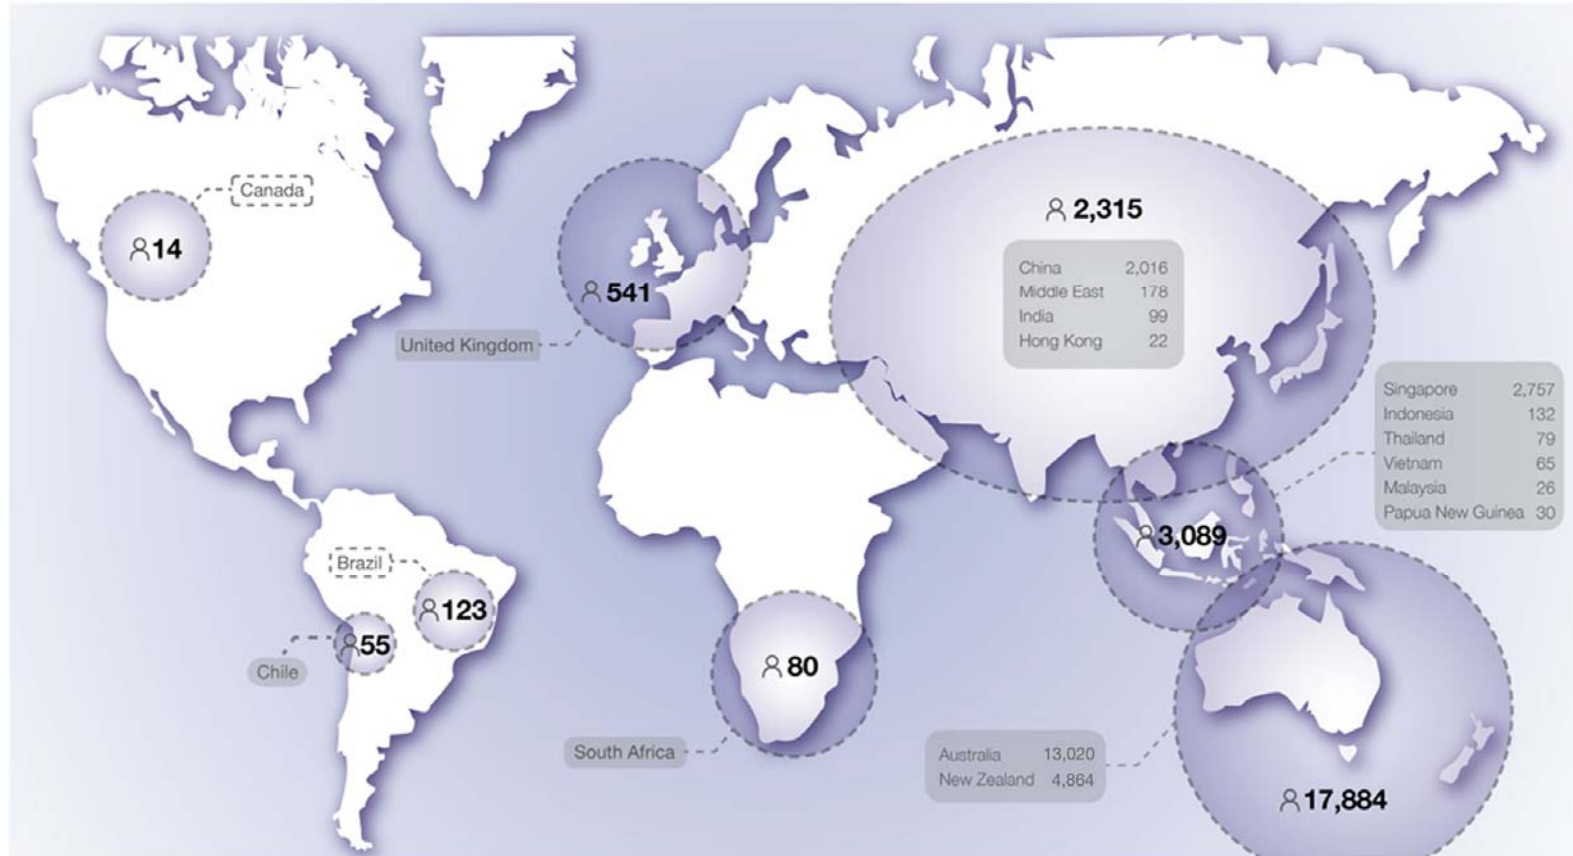 Canada
14
541
United Kingdom
2,315
China 2,016
Middle East 178
India 99
Hong Kong 22
Singapore 2,757
Indonesia 132
Thailand 79
Vietnam 65
Malaysia 26
Papua New Guinea 30
3,089
Brazil
123
55
Chile
80
South Africa
Australia 13,020
New Zealand 4,864
17,884